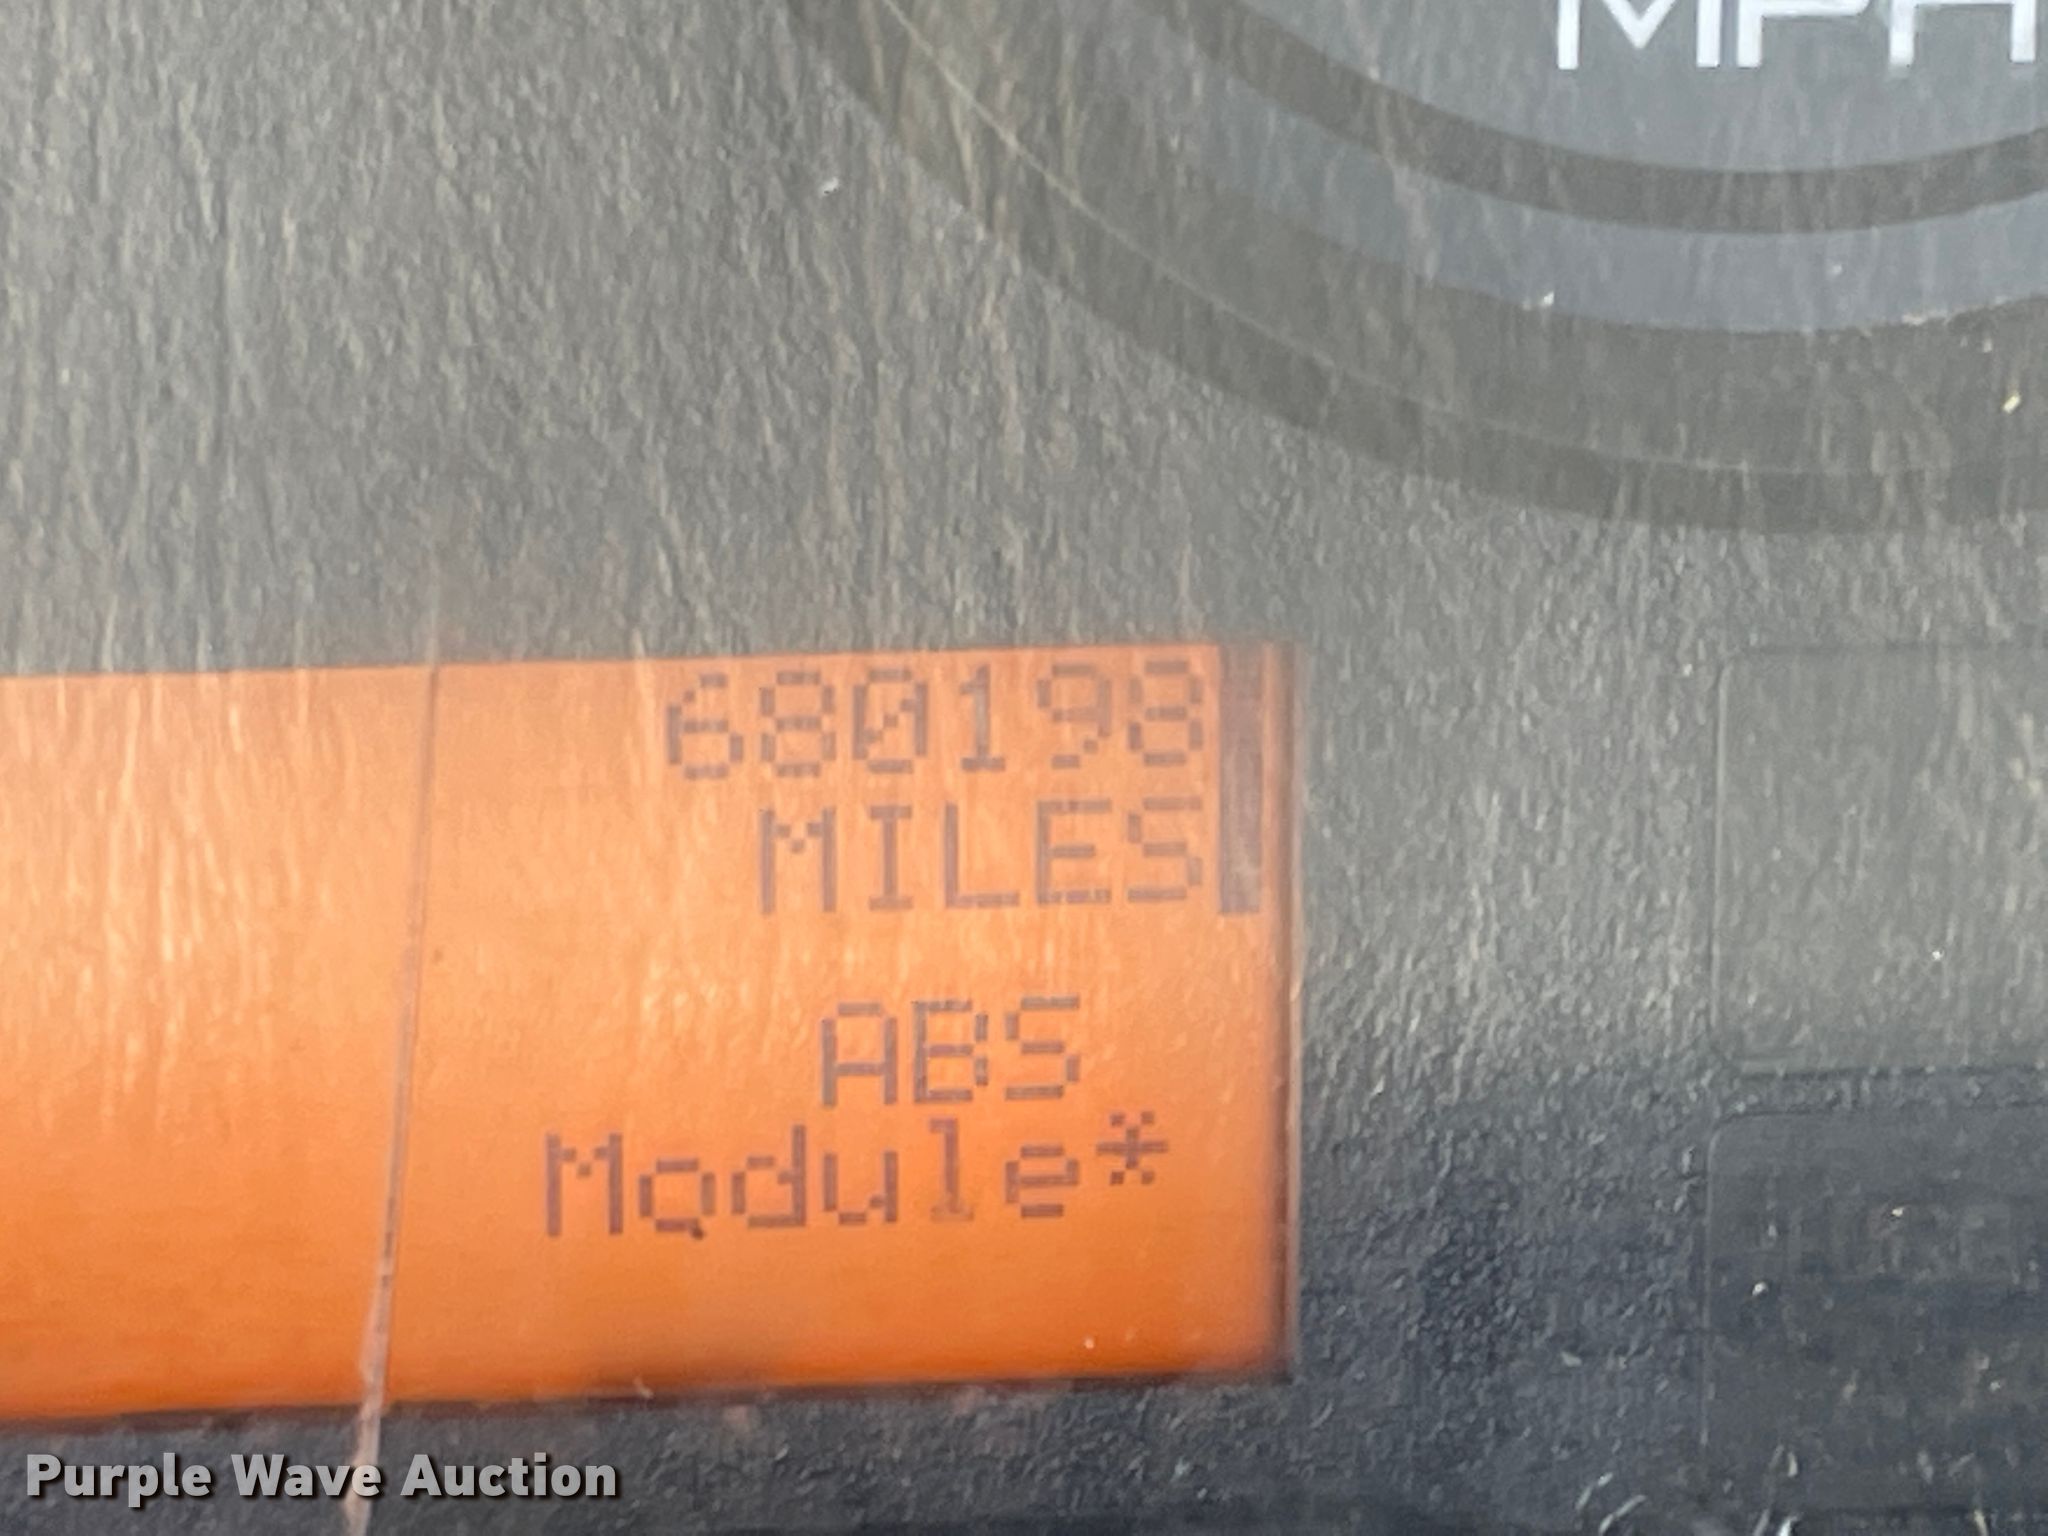 MPH
680198
MILES
ABS
Module*
Purple Wave Auction